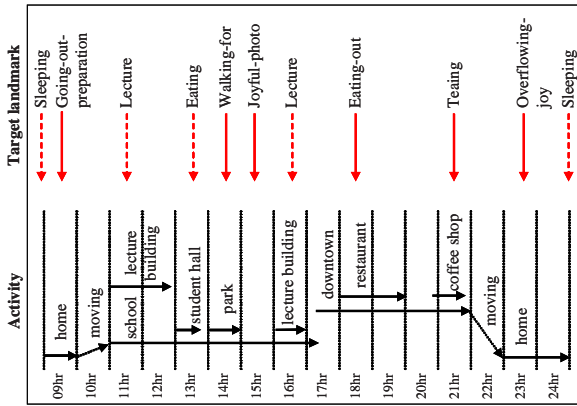 Target landmark
Sleeping
Going-out-
preparation
Lecture
Eating
Walking-for
Joyful-photo
Lecture
Eating-out
Teaing
Overflowing-
joy
Sleeping
Activity
home
moving
school
lecture
building
student hall
park
lecture building
downtown
restaurant
coffee shop
moving
home
09hr
10hr
11hr
12hr
13hr
14hr
15hr
16hr
17hr
18hr
19hr
20hr
21hr
22hr
23hr
24hr